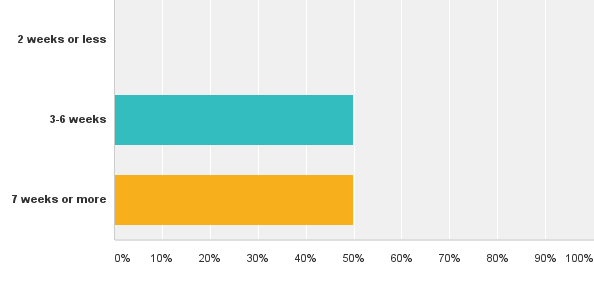 2 weeks or less
3-6 weeks
7 weeks or more
0% 10% 20% 30% 40% 50% 60% 70% 80% 90% 100%